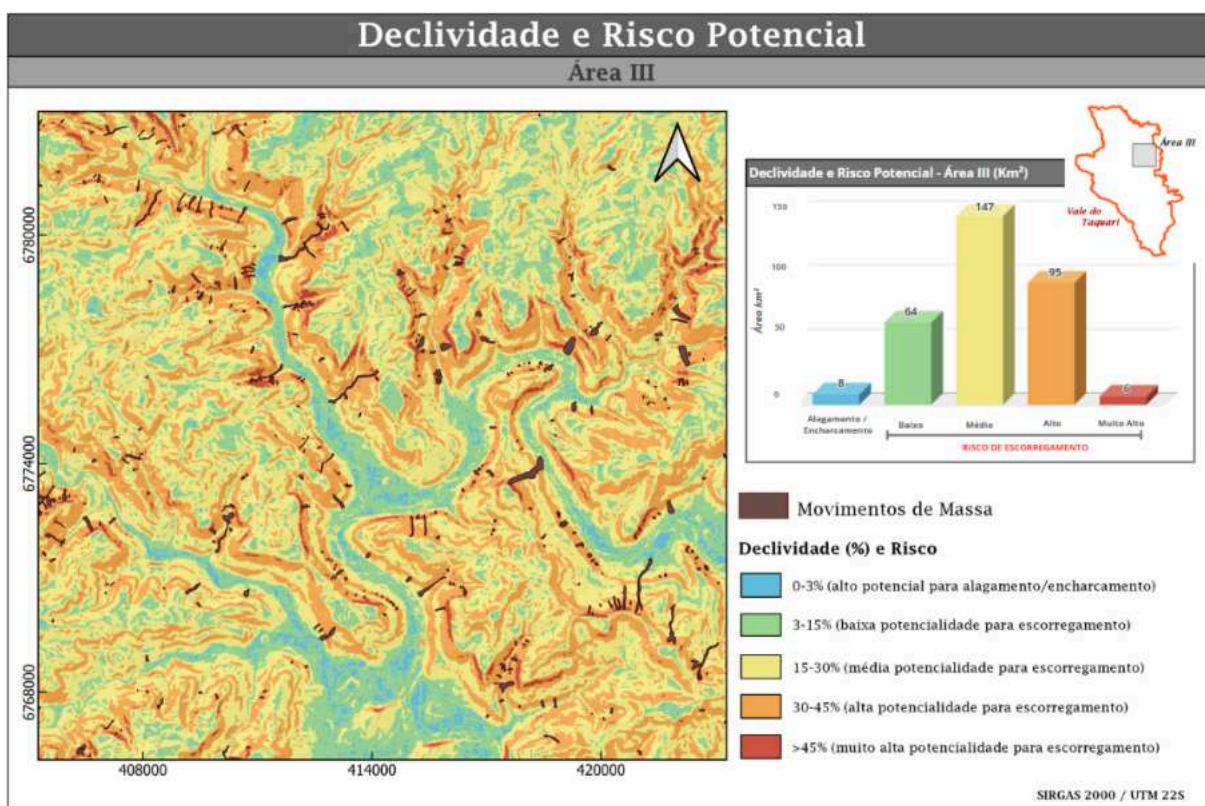 Declividade e Risco Potencial
Área III
6780000
6774000
6768000
408000
414000
420000
Área III
Vale do
Taquari
Declividade e Risco Potencial - Área III (Km²)
Área km²
150
100
50
0
8
64
147
95
6
Alagamento /
Encharcamento
Baixo
Médio
Alto
Muito Alto
RISCO DE ESCORREGAMENTO
Movimentos de Massa
Declividade (%) e Risco
0-3% (alto potencial para alagamento/encharcamento)
3-15% (baixa potencialidade para escorregamento)
15-30% (média potencialidade para escorregamento)
30-45% (alta potencialidade para escorregamento)
>45% (muito alta potencialidade para escorregamento)
SIRGAS 2000 / UTM 22S